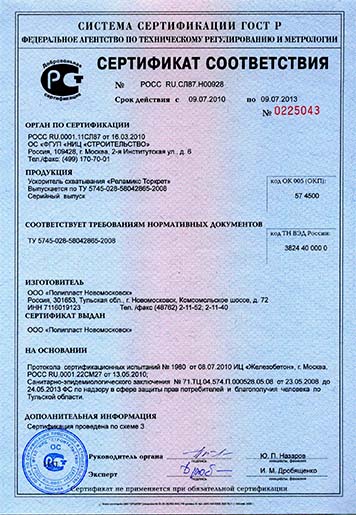 СИСТЕМА СЕРТИФИКАЦИИ ГОСТ Р
ФЕДЕРАЛЬНОЕ АГЕНТСТВО ПО ТЕХНИЧЕСКОМУ РЕГУЛИРОВАНИЮ И МЕТРОЛОГИИ
Добровольная
сертификация
СЕРТИФИКАТ СООТВЕТСТВИЯ
№ РОСС RU.СЛ87.Н00928
Срок действия с 09.07.2010 по 09.07.2013
№ 0225043
ОРГАН ПО СЕРТИФИКАЦИИ
РОСС RU.0001.11СЛ87 от 16.03.2010
ОС «ФГУП «НИЦ «СТРОИТЕЛЬСТВО»
Россия, 109428, г. Москва, 2-я Институтская ул., д. 6
Тел./факс: (499) 170-70-01
ПРОДУКЦИЯ
Ускоритель схватывания «Реламикс Торкрет»
Выпускается по ТУ 5745-028-58042865-2008
Серийный выпуск
код ОК 005 (ОКП):
57 4500
СООТВЕТСТВУЕТ ТРЕБОВАНИЯМ НОРМАТИВНЫХ ДОКУМЕНТОВ
ТУ 5745-028-58042865-2008
код ТН ВЭД России:
3824 40 000 0
ИЗГОТОВИТЕЛЬ
ООО «Полипласт Новомосковск»
Россия, 301653, Тульская обл., г. Новомосковск, Комсомольское шоссе, д. 72
ИНН 7116019123 Тел. /факс (48762) 2-11-52; 2-11-40
СЕРТИФИКАТ ВЫДАН
ООО «Полипласт Новомосковск»
НА ОСНОВАНИИ
Протокола сертификационных испытаний № 1960 от 08.07.2010 ИЦ «Железобетон», г. Москва,
РОСС RU.0001.22СМ27 от 13.05.2010;
Санитарно-эпидемиологического заключения № 71.ТЦ.04.574.П.000528.05.08 от 23.05.2008 до
24.05.2013 ФС по надзору в сфере защиты прав потребителей и благополучия человека по
Тульской области.
ДОПОЛНИТЕЛЬНАЯ ИНФОРМАЦИЯ
Сертификация проведена по схеме 3
Руководитель органа
подпись
Ю. П. Назаров
инициалы, фамилия
Эксперт
подпись
И. М. Дробященко
инициалы, фамилия
Сертификат не применяется при обязательной сертификации